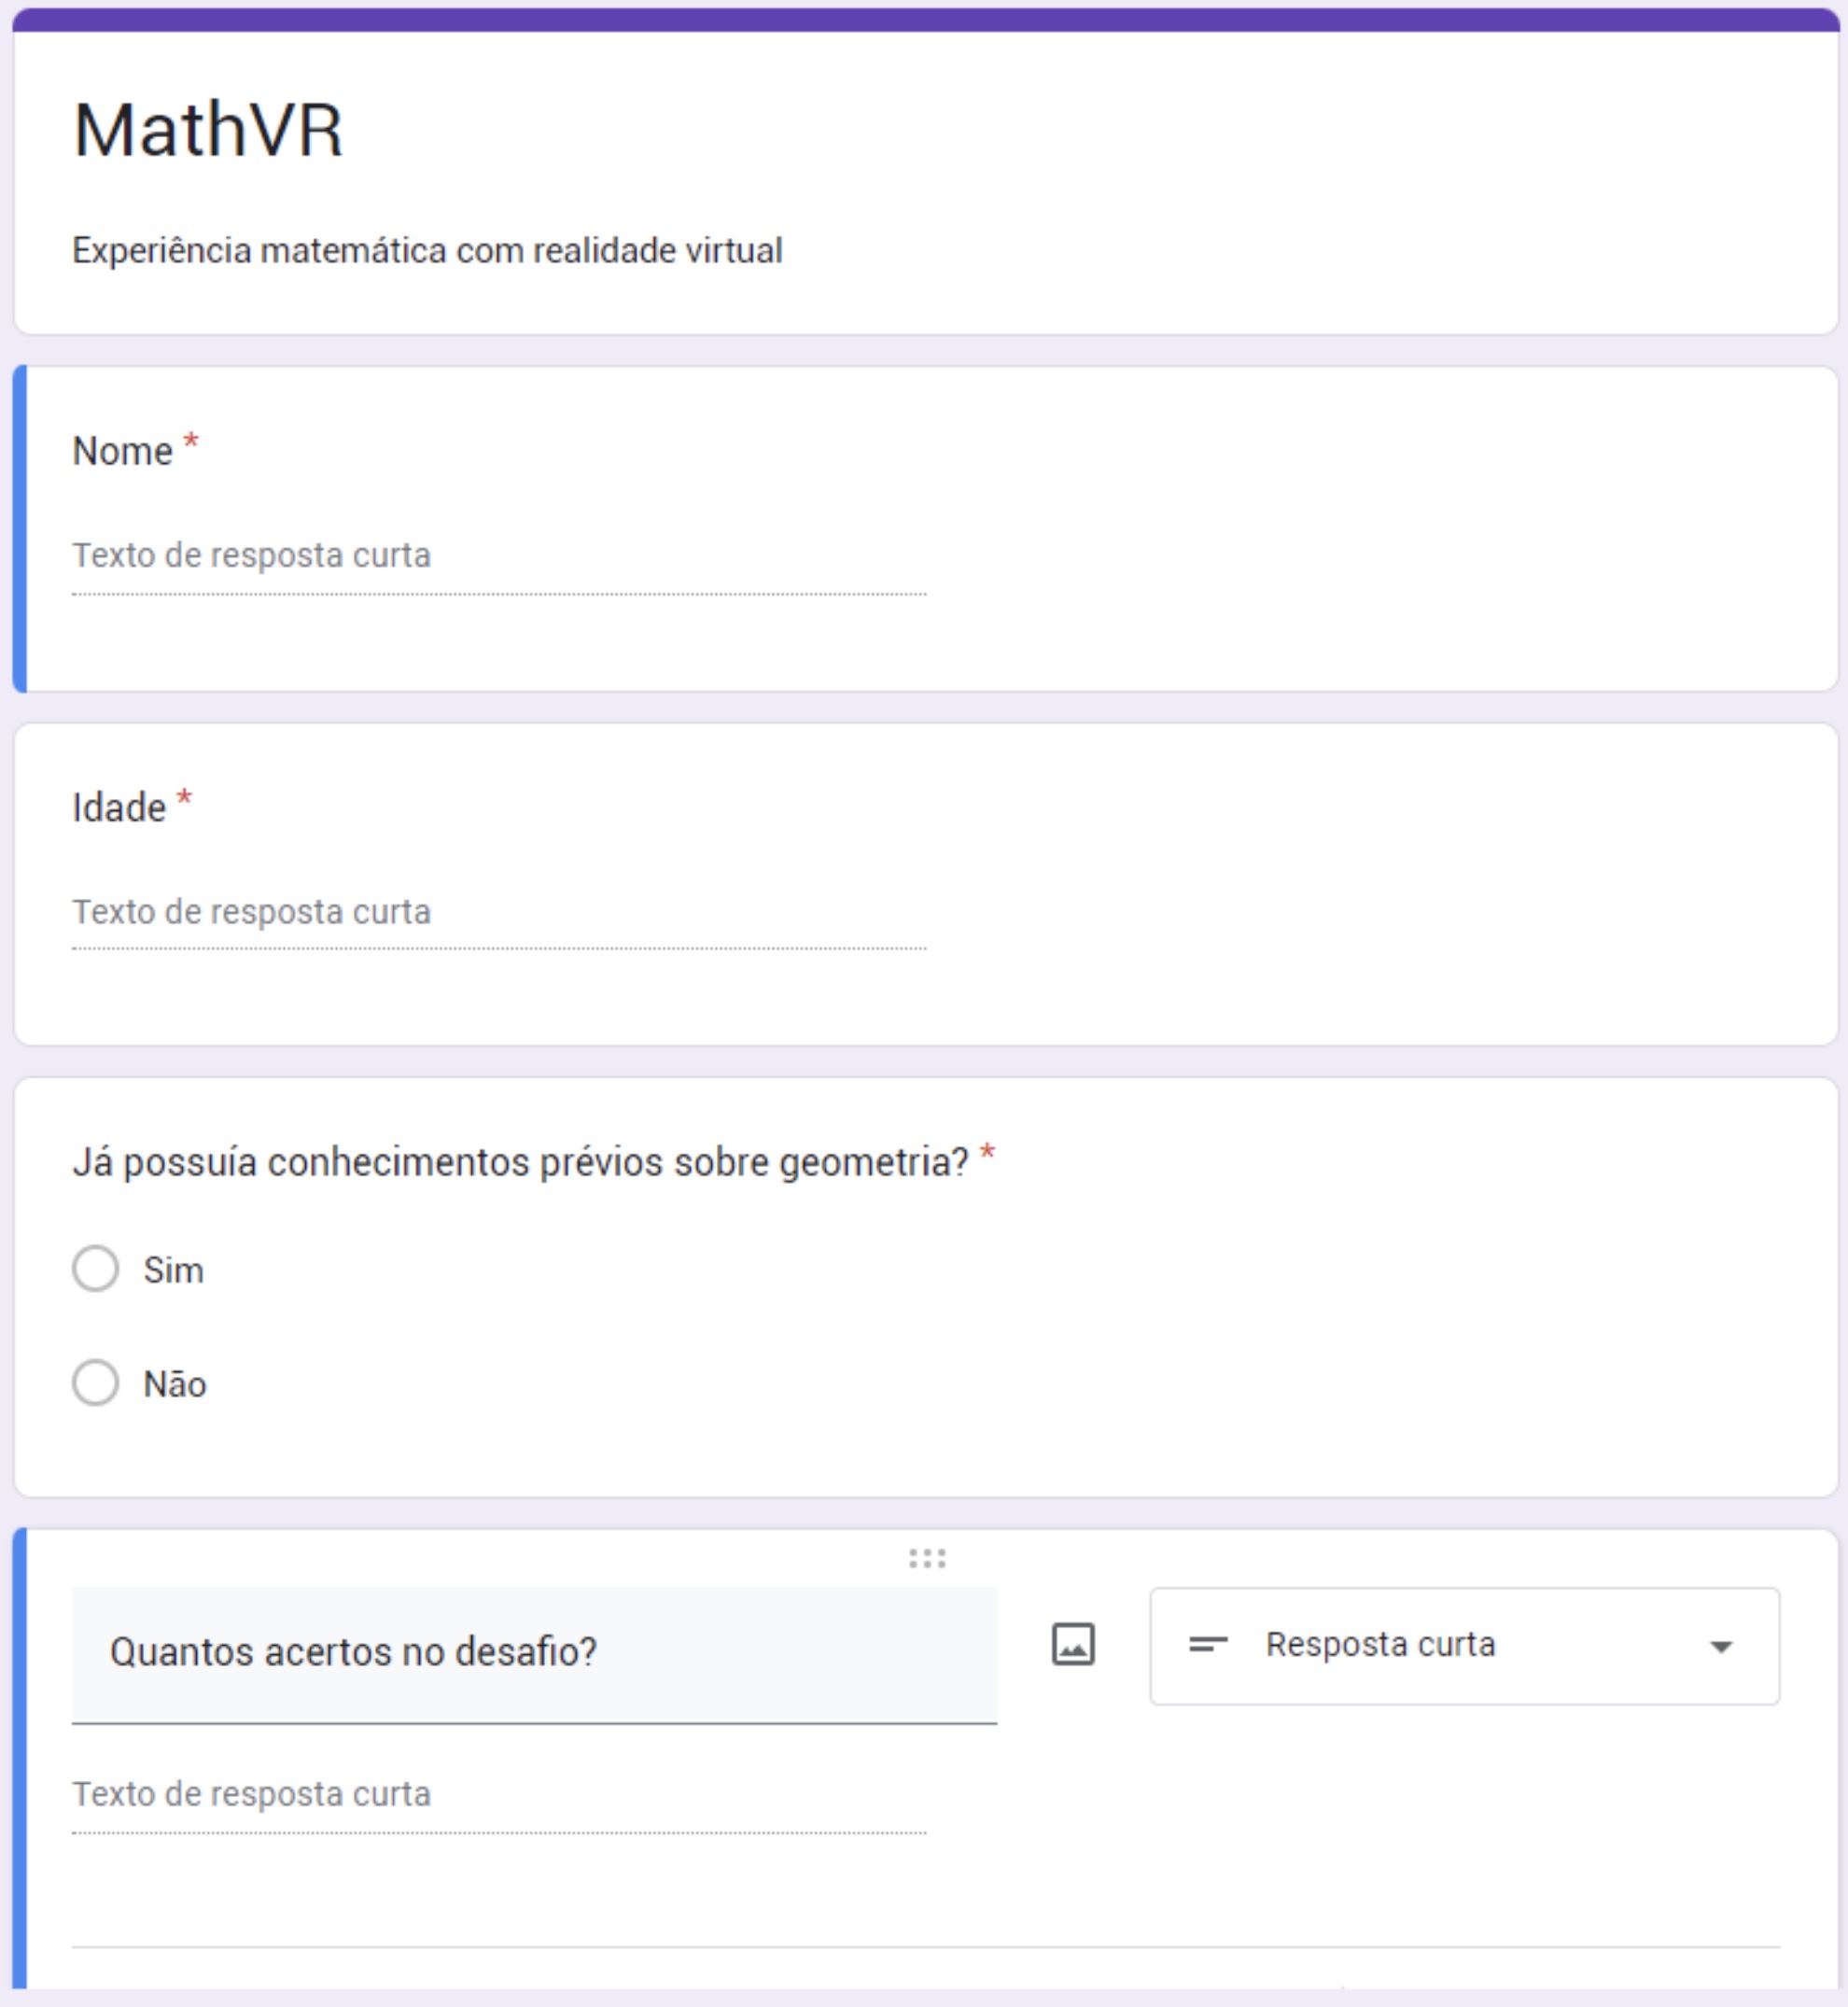 MathVR
Experiência matemática com realidade virtual
Nome *
Texto de resposta curta
Idade *
Texto de resposta curta
Já possuía conhecimentos prévios sobre geometria? *
Sim
Não
Quantos acertos no desafio?
Resposta curta
Texto de resposta curta